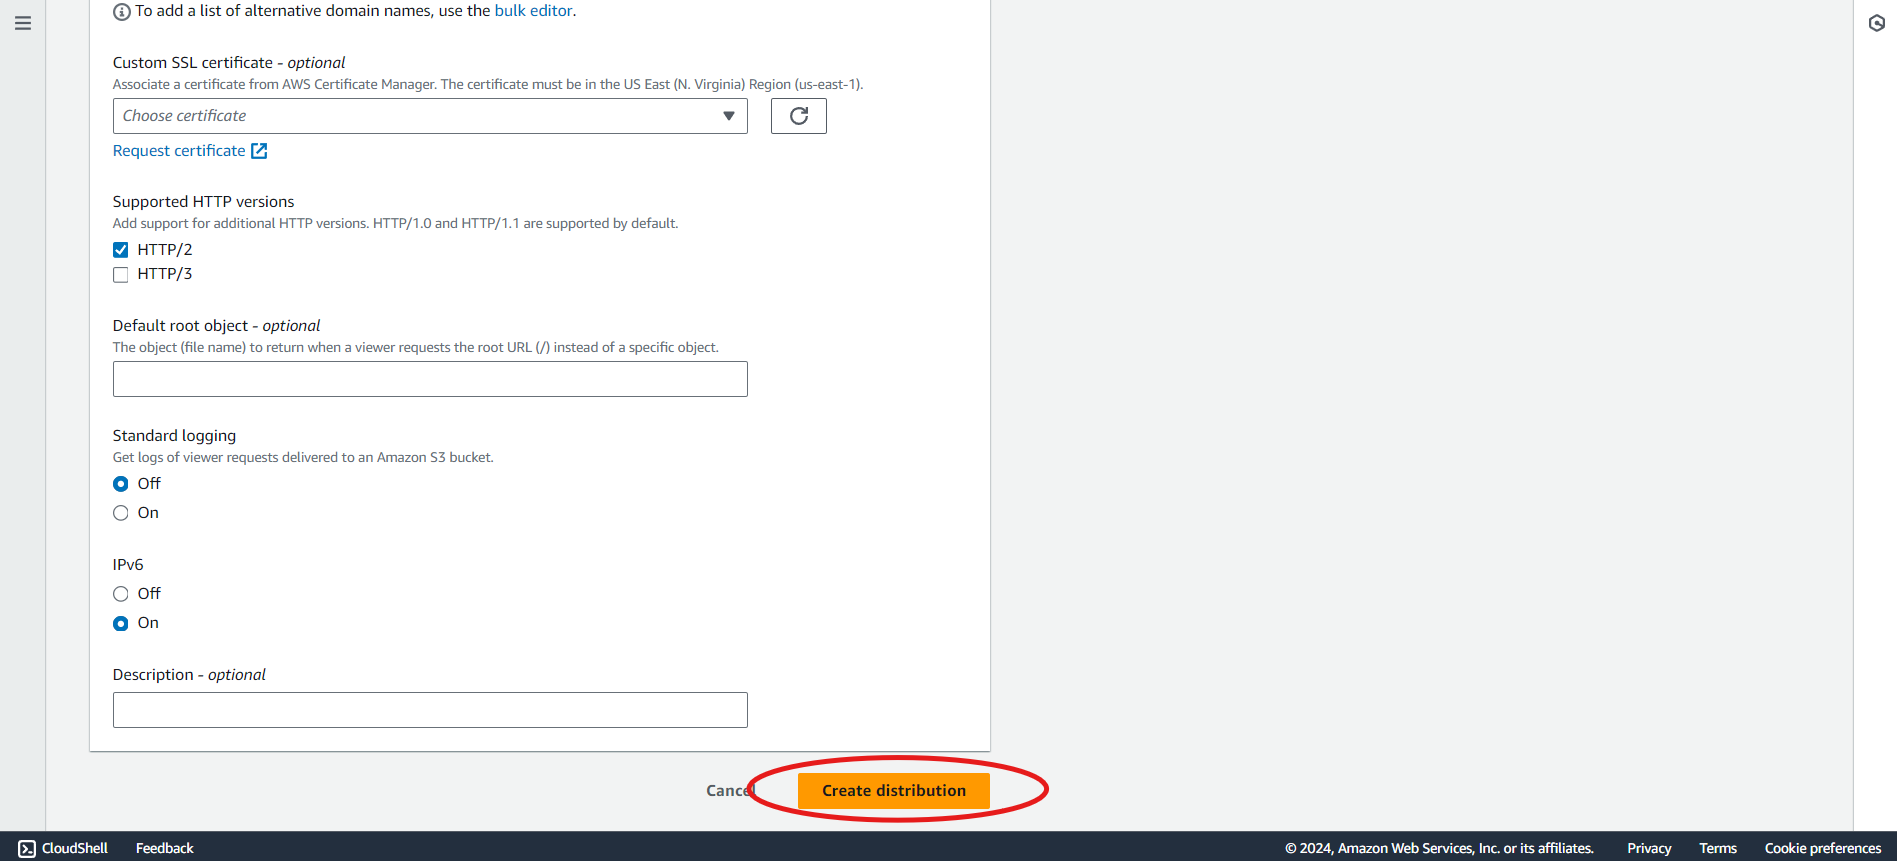 To add a list of alternative domain names, use the bulk editor.
Custom SSL certificate - optional
Associate a certificate from AWS Certificate Manager. The certificate must be in the US East (N. Virginia) Region (us-east-1).
Choose certificate
Request certificate
Supported HTTP versions
Add support for additional HTTP versions. HTTP/1.0 and HTTP/1.1 are supported by default.
HTTP/2
HTTP/3
Default root object - optional
The object (file name) to return when a viewer requests the root URL (/) instead of a specific object.
Standard logging
Get logs of viewer requests delivered to an Amazon S3 bucket.
Off
On
IPv6
Off
On
Description - optional
Cancel Create distribution
CloudShell Feedback © 2024, Amazon Web Services, Inc. or its affiliates. Privacy Terms Cookie preferences